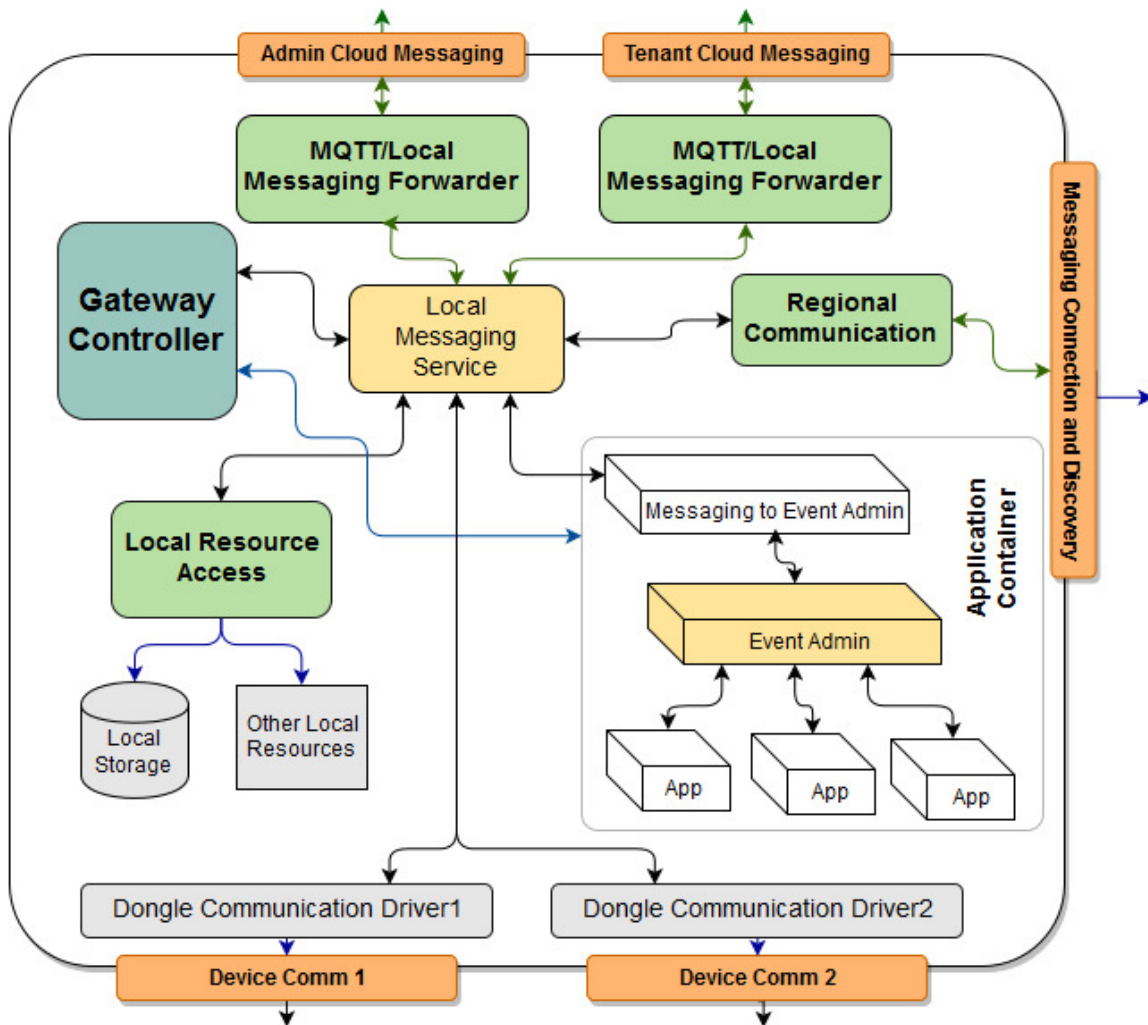 Admin Cloud Messaging
Tenant Cloud Messaging
MQTT/Local
Messaging Forwarder
MQTT/Local
Messaging Forwarder
Messaging Connection and Discovery
Gateway
Controller
Local
Messaging
Service
Regional
Communication
Application
Container
Messaging to Event Admin
Local Resource
Access
Event Admin
Local
Storage
Other Local
Resources
App
App
App
Dongle Communication Driver1
Dongle Communication Driver2
Device Comm 1
Device Comm 2